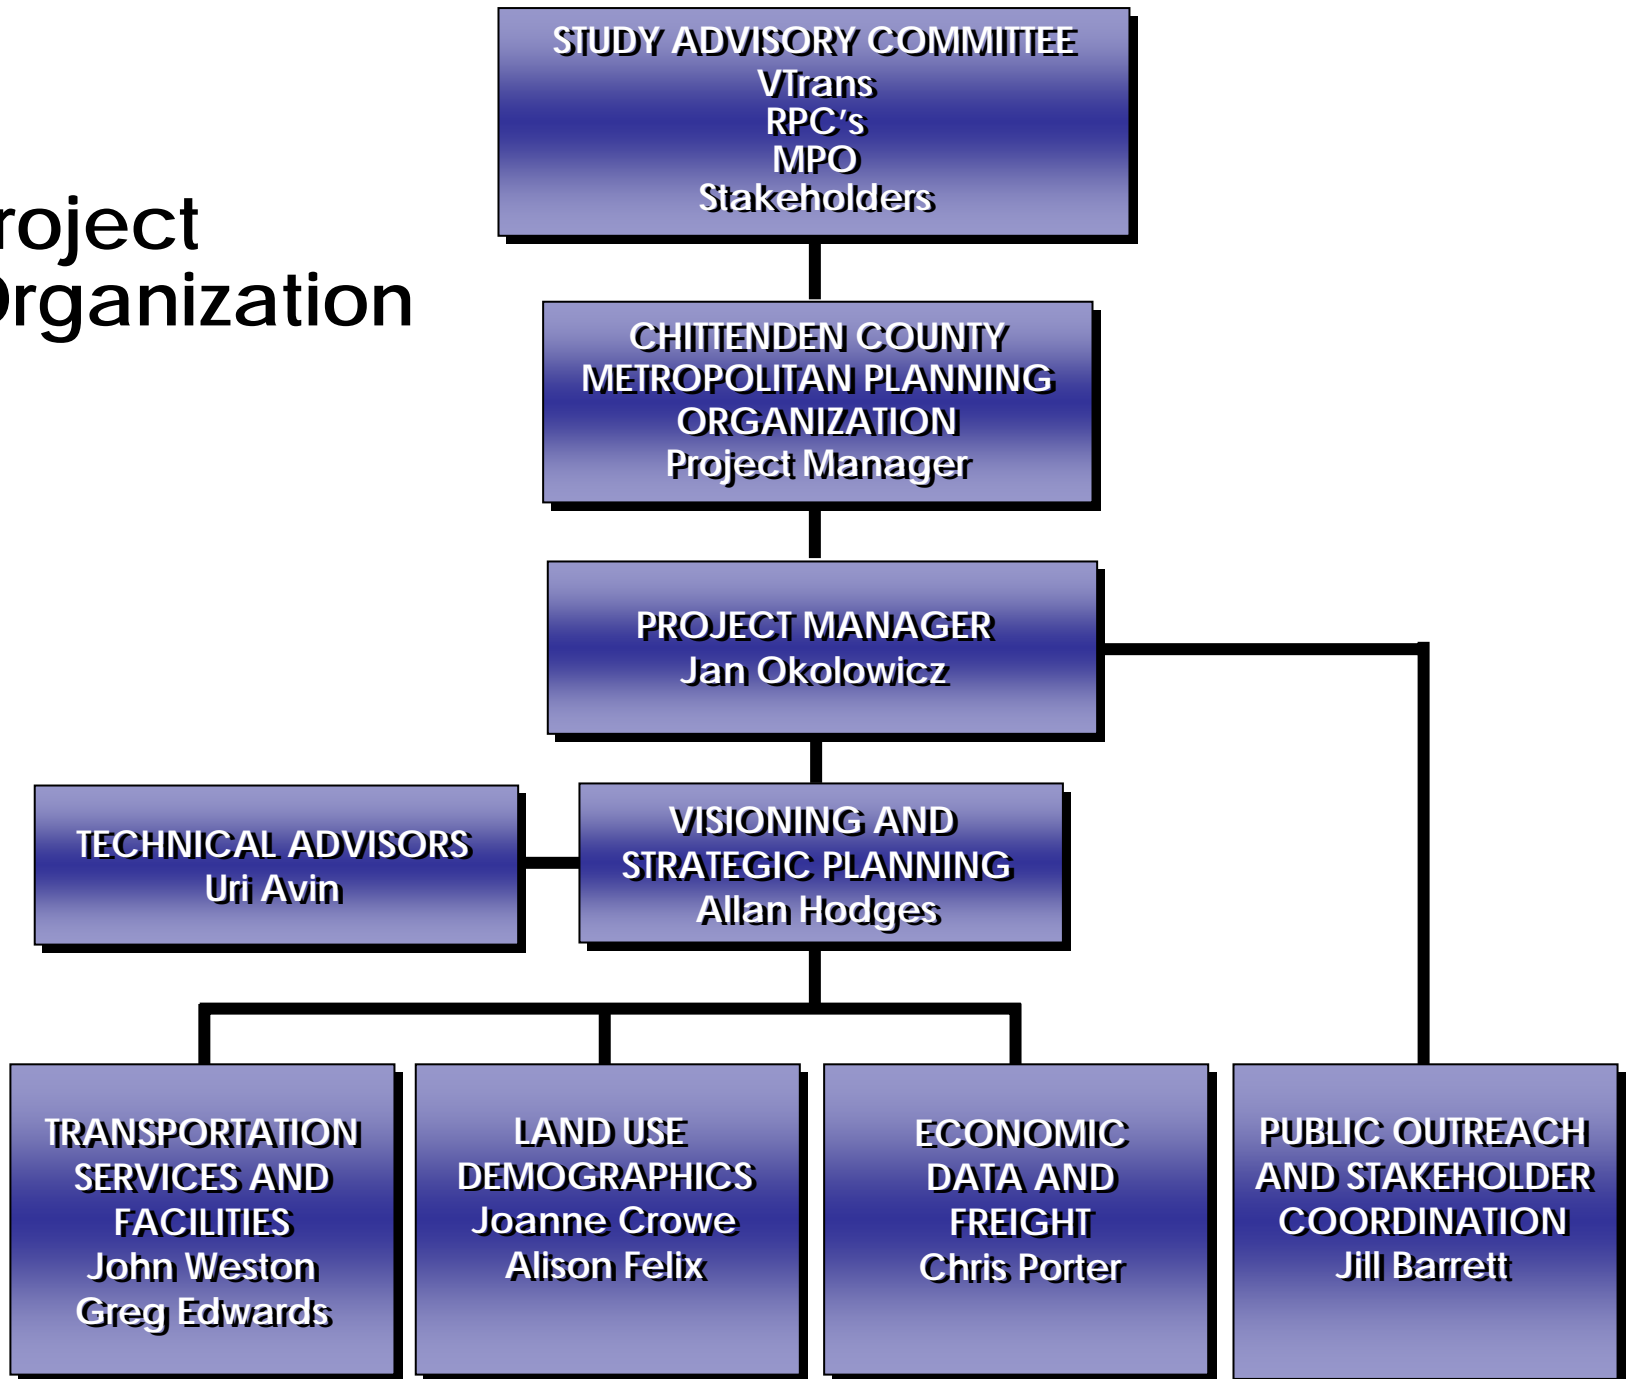 STUDY ADVISORY COMMITTEE
VTrans
RPC's
MPO
Stakeholders
roject
Organization
CHITTENDEN COUNTY
METROPOLITAN PLANNING
ORGANIZATION
Project Manager
PROJECT MANAGER
Jan Okolowicz
TECHNICAL ADVISORS
Uri Avin
VISIONING AND
STRATEGIC PLANNING
Allan Hodges
TRANSPORTATION
SERVICES AND
FACILITIES
John Weston
Greg Edwards
LAND USE
DEMOGRAPHICS
Joanne Crowe
Alison Felix
ECONOMIC
DATA AND
FREIGHT
Chris Porter
PUBLIC OUTREACH
AND STAKEHOLDER
COORDINATION
Jill Barrett